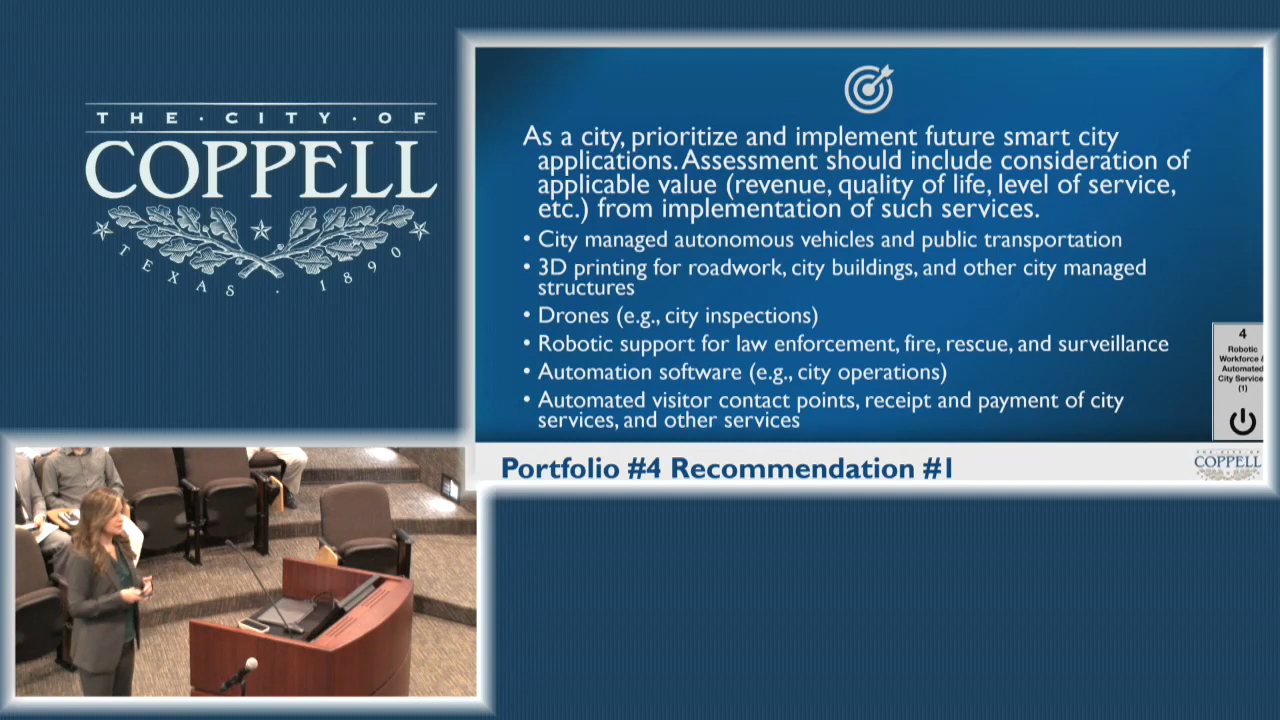 THE·CITY·OF
COPPELL
TEXAS · 1890
As a city, prioritize and implement future smart city
applications. Assessment should include consideration of
applicable value (revenue, quality of life, level of service,
etc.) from implementation of such services.
• City managed autonomous vehicles and public transportation
• 3D printing for roadwork, city buildings, and other city managed
structures
• Drones (e.g., city inspections)
• Robotic support for law enforcement, fire, rescue, and surveillance
• Automation software (e.g., city operations)
• Automated visitor contact points, receipt and payment of city
services, and other services
4
Robotic
Workforce &
Automated
City Service
(1)
Portfolio #4 Recommendation #1
THE·CITY·OF
COPPELL